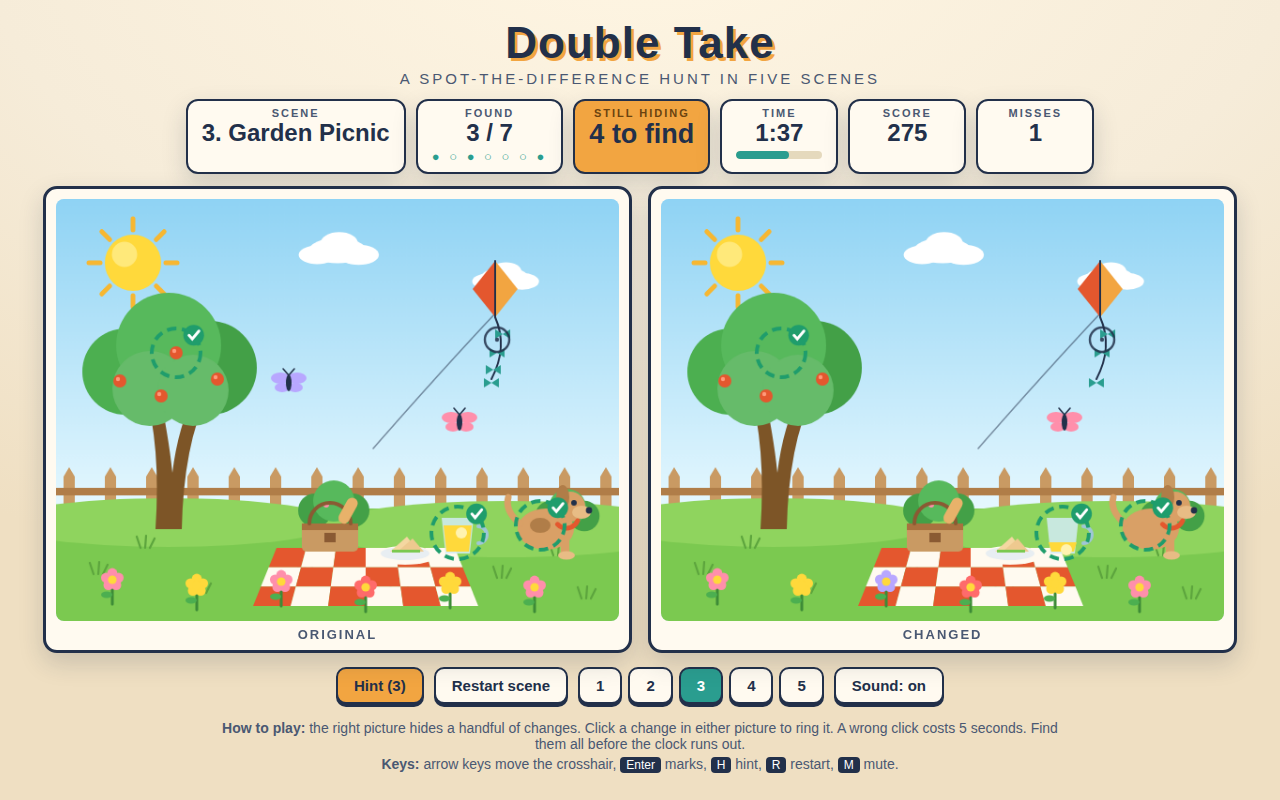 Double Take
A SPOT-THE-DIFFERENCE HUNT IN FIVE SCENES
SCENE
3. Garden Picnic
FOUND
3 / 7
STILL HIDING
4 to find
TIME
1:37
SCORE
275
MISSES
1
ORIGINAL
CHANGED
Hint (3)
Restart scene
1
2
3
4
5
Sound: on
How to play: the right picture hides a handful of changes. Click a change in either picture to ring it. A wrong click costs 5 seconds. Find
them all before the clock runs out.
Keys: arrow keys move the crosshair, Enter marks, H hint, R restart, M mute.